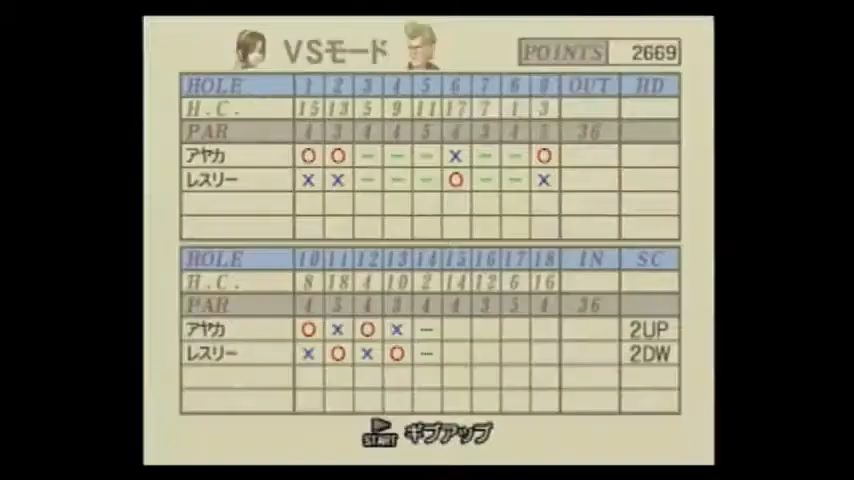 VSモード POINTS 2669
HOLE 1 2 3 4 5 6 7 8 9 OUT HD
H.C. 15 13 5 9 11 17 7 1 3
PAR 4 3 4 4 5 4 3 4 5 36
アヤカ O O - - - X - - O
レスリー X X - - - O - - X
HOLE 10 11 12 13 14 15 16 17 18 IN SC
H.C. 8 18 4 10 2 14 12 6 16
PAR 4 5 4 3 4 4 3 5 4 36
アヤカ O X O X - 2UP
レスリー X O X O - 2DW
START ギブアップ